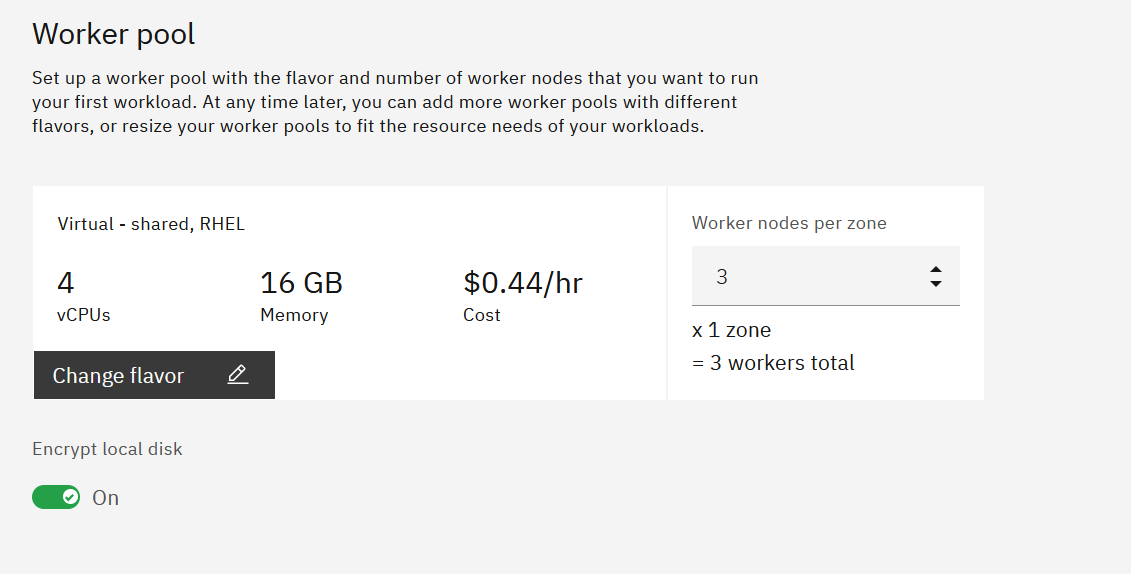 Worker pool
Set up a worker pool with the flavor and number of worker nodes that you want to run
your first workload. At any time later, you can add more worker pools with different
flavors, or resize your worker pools to fit the resource needs of your workloads.
Virtual - shared, RHEL
4
vCPUs
16 GB
Memory
$0.44/hr
Cost
Change flavor
Worker nodes per zone
3
x 1 zone
= 3 workers total
Encrypt local disk
On